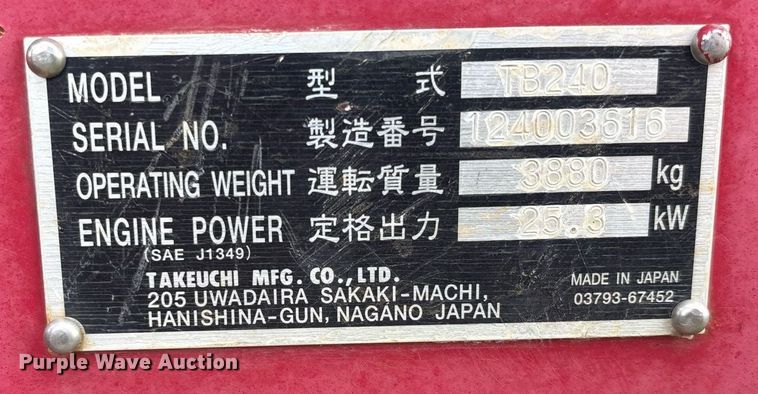 MODEL 型 式 TB240
SERIAL NO. 製造番号 124003616
OPERATING WEIGHT 運転質量 3880 kg
ENGINE POWER 定格出力 25.3 kW
(SAE J1349)
TAKEUCHI MFG. CO., LTD.
205 UWADAIRA SAKAKI-MACHI,
HANISHINA-GUN, NAGANO JAPAN
MADE IN JAPAN
03793-67452
Purple Wave Auction